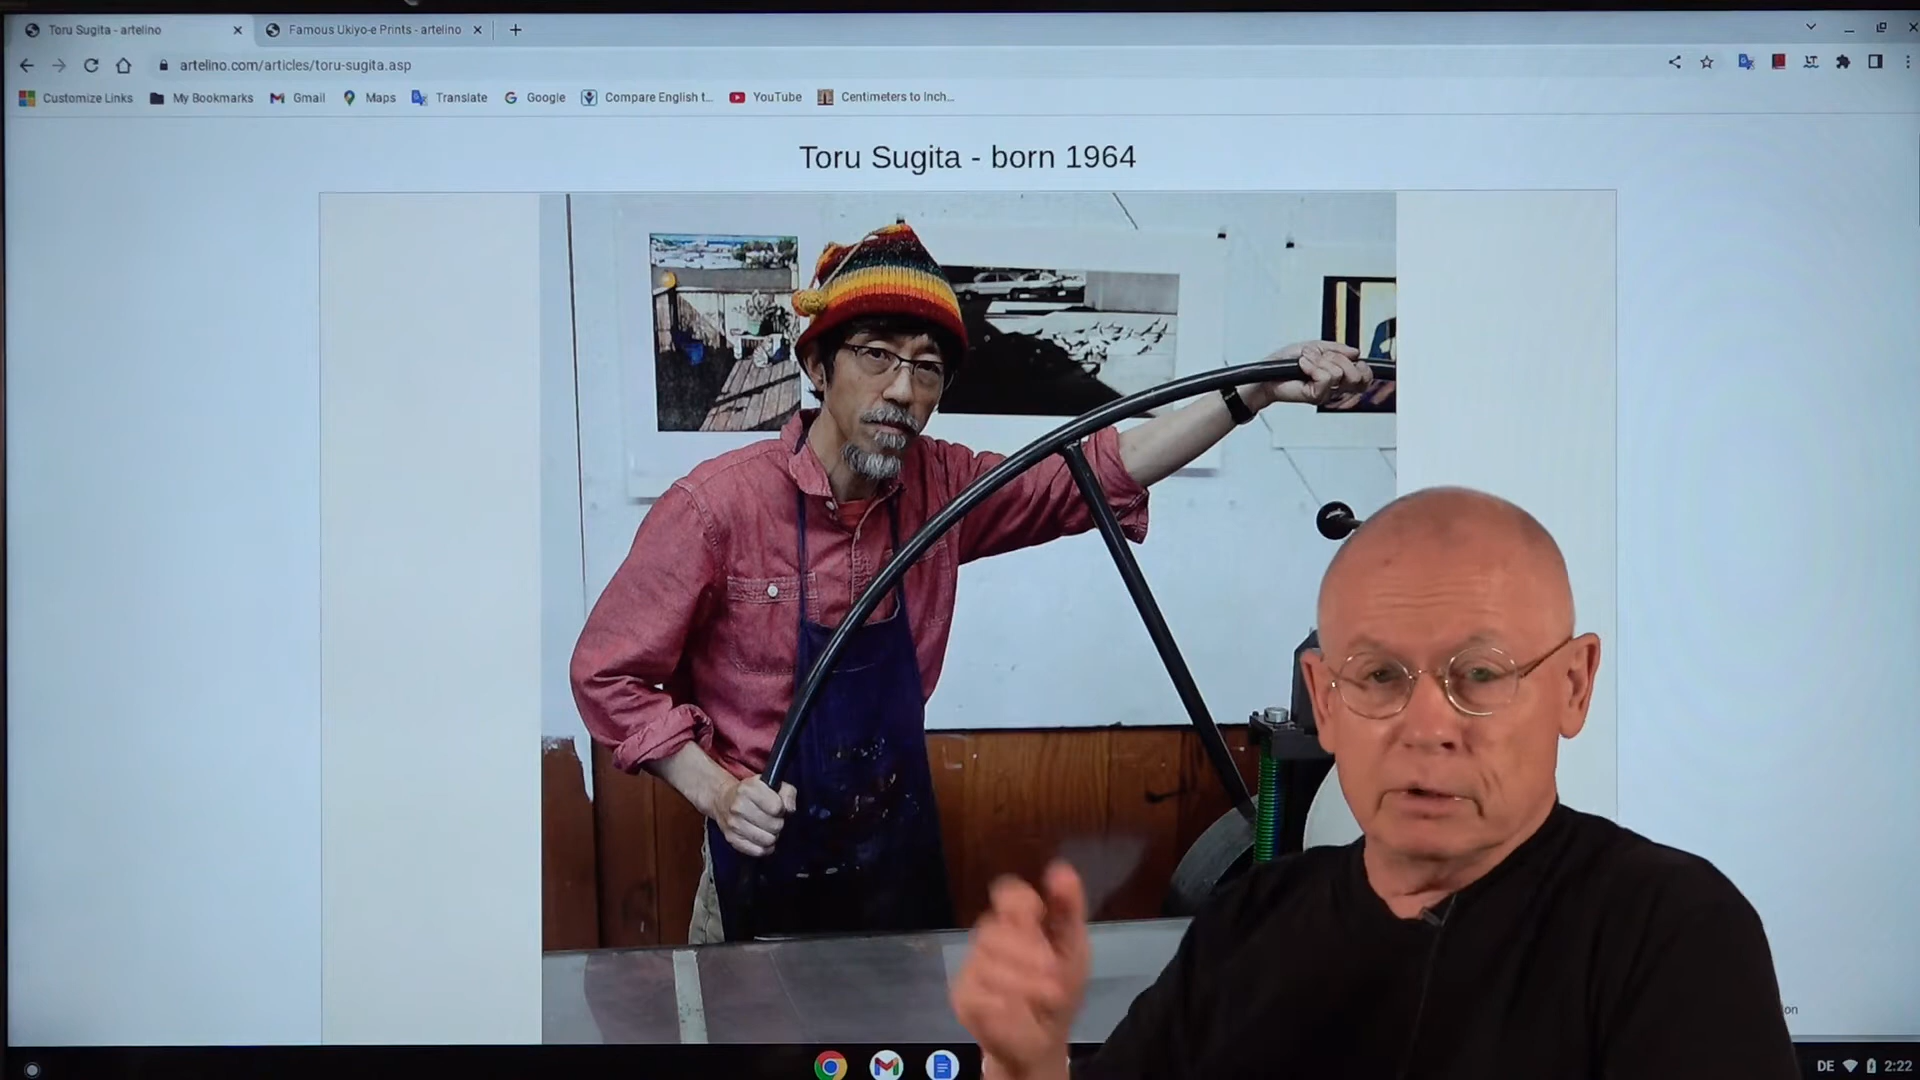 Toru Sugita - artelino
Famous Ukiyo-e Prints - artelino
artelino.com/articles/toru-sugita.asp
Customize Links
My Bookmarks
Gmail
Maps
Translate
Google
Compare English t...
YouTube
Centimeters to Inch...
Toru Sugita - born 1964
on
DE
2:22